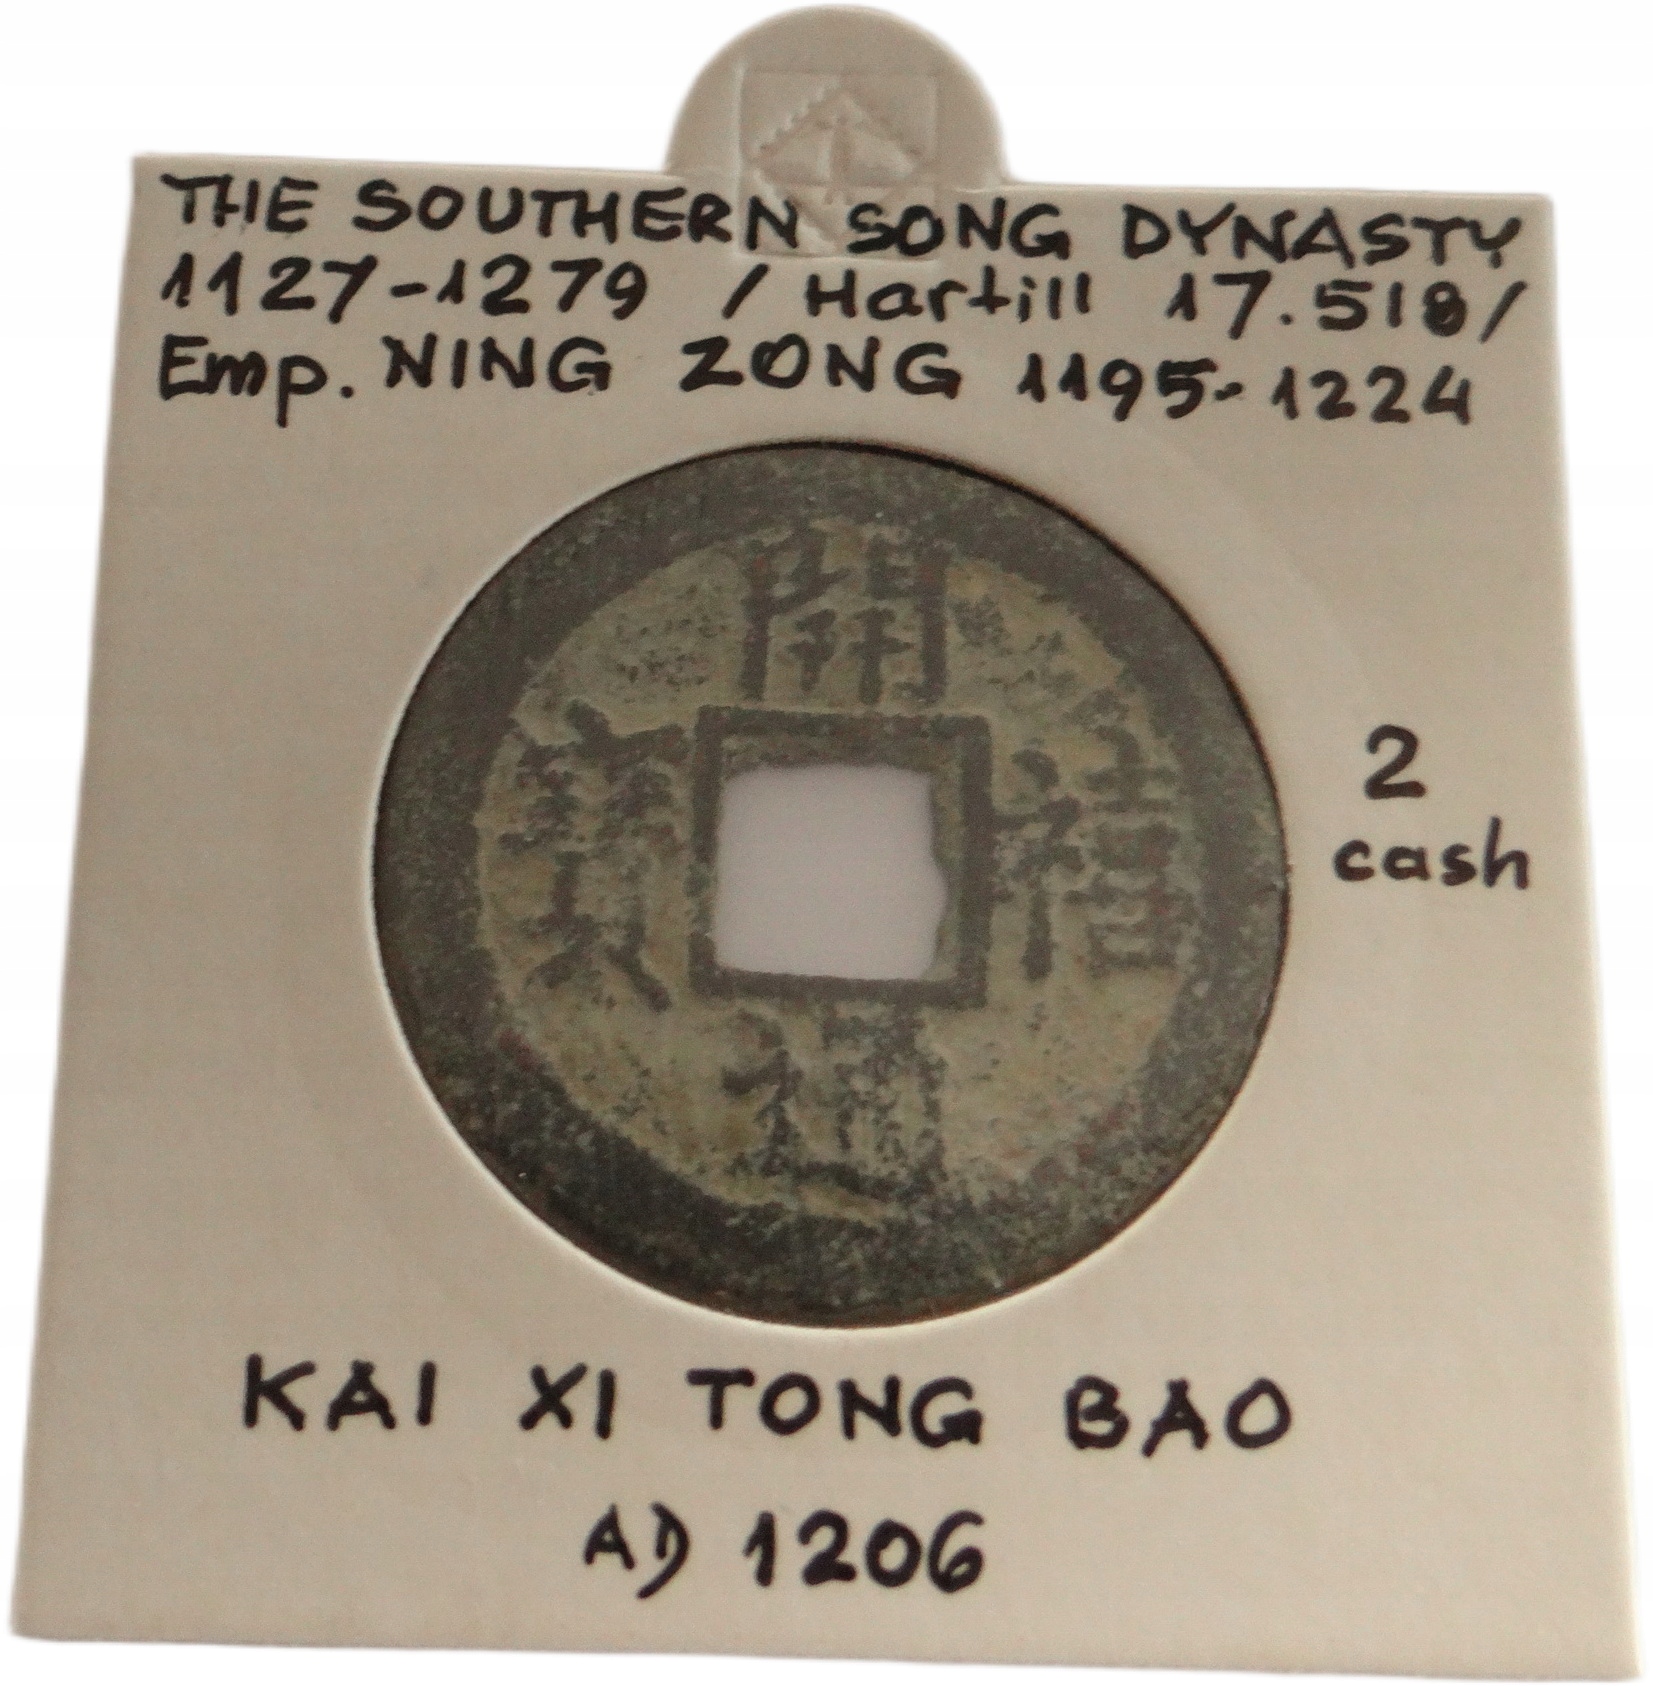 THE SOUTHERN SONG DYNASTY
1127-1279 / Hartill 17.518/
Emp. NING ZONG 1195-1224
開
寶 禧
通
2
cash
KAI XI TONG BAO
AD 1206